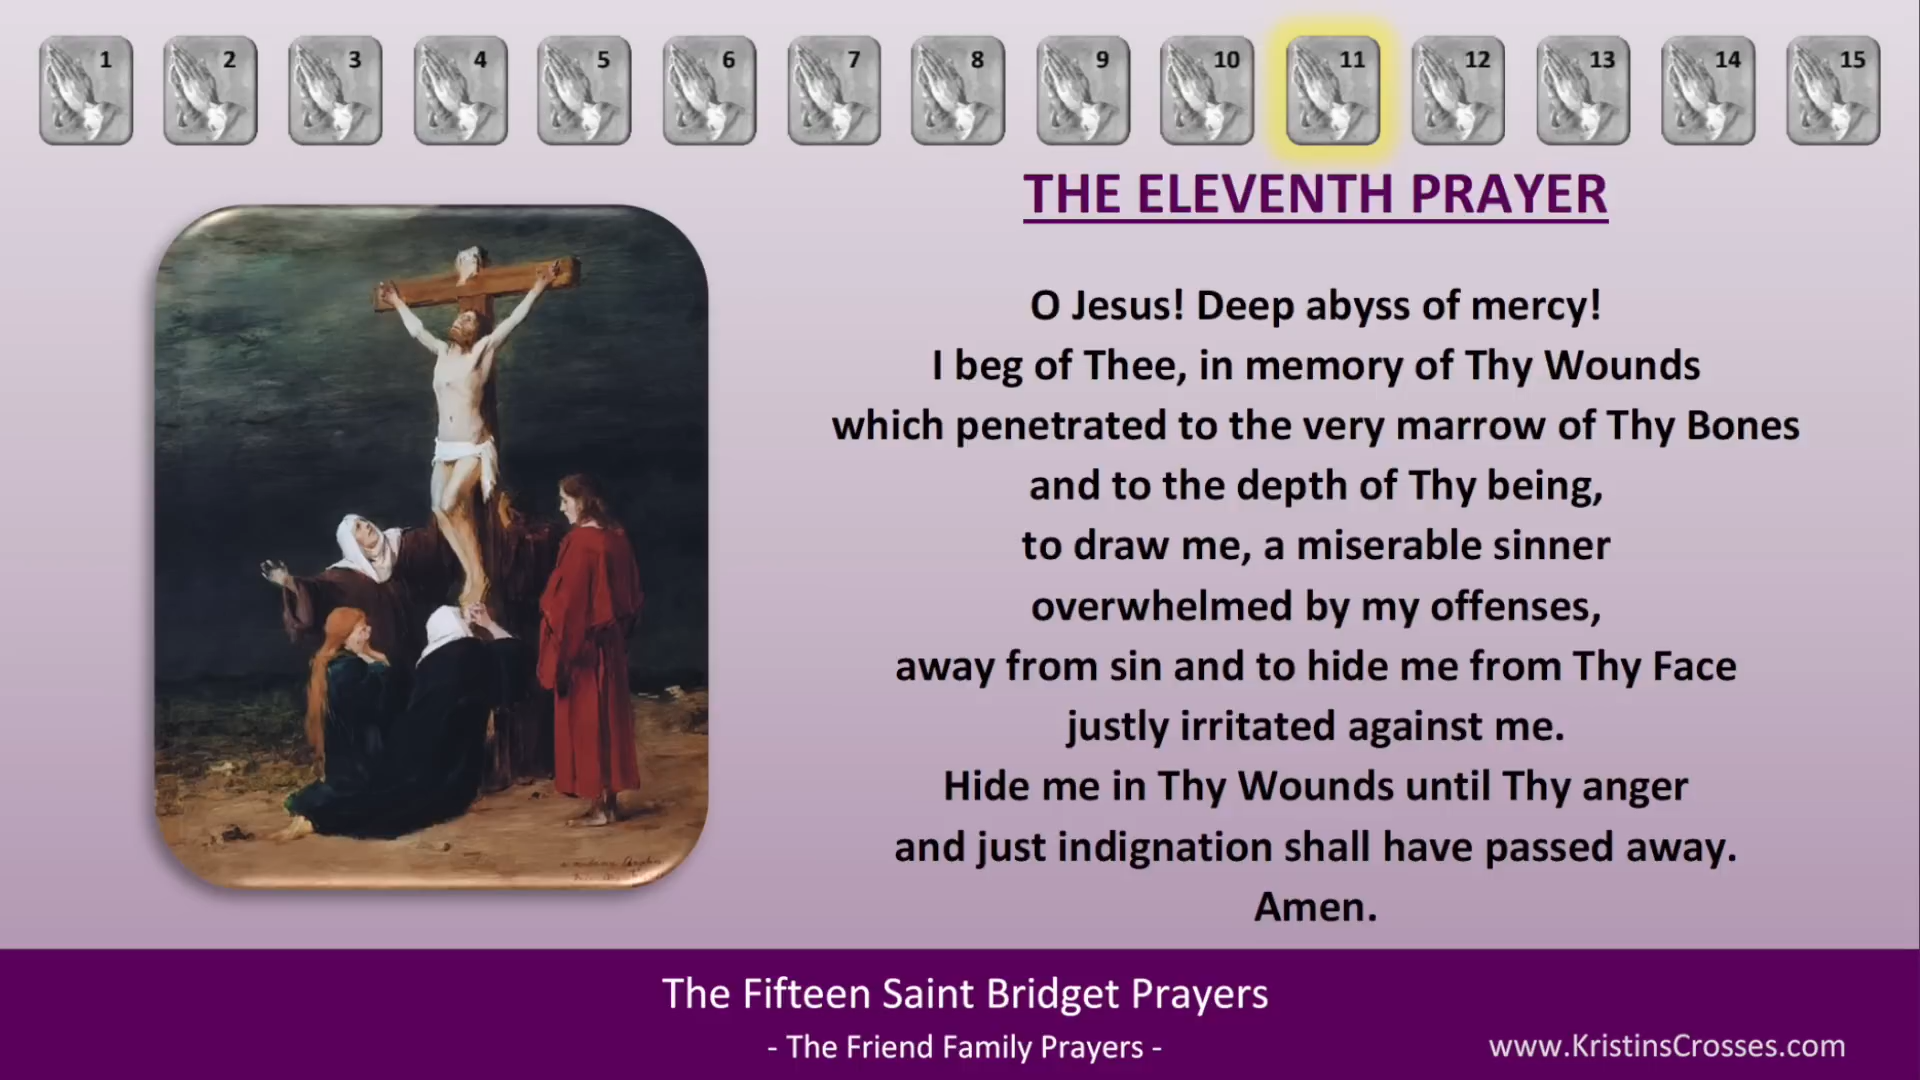 1 2 3 4 5 6 7 8 9 10 11 12 13 14 15
THE ELEVENTH PRAYER
O Jesus! Deep abyss of mercy!
I beg of Thee, in memory of Thy Wounds
which penetrated to the very marrow of Thy Bones
and to the depth of Thy being,
to draw me, a miserable sinner
overwhelmed by my offenses,
away from sin and to hide me from Thy Face
justly irritated against me.
Hide me in Thy Wounds until Thy anger
and just indignation shall have passed away.
Amen.
The Fifteen Saint Bridget Prayers
- The Friend Family Prayers -
www.KristinsCrosses.com